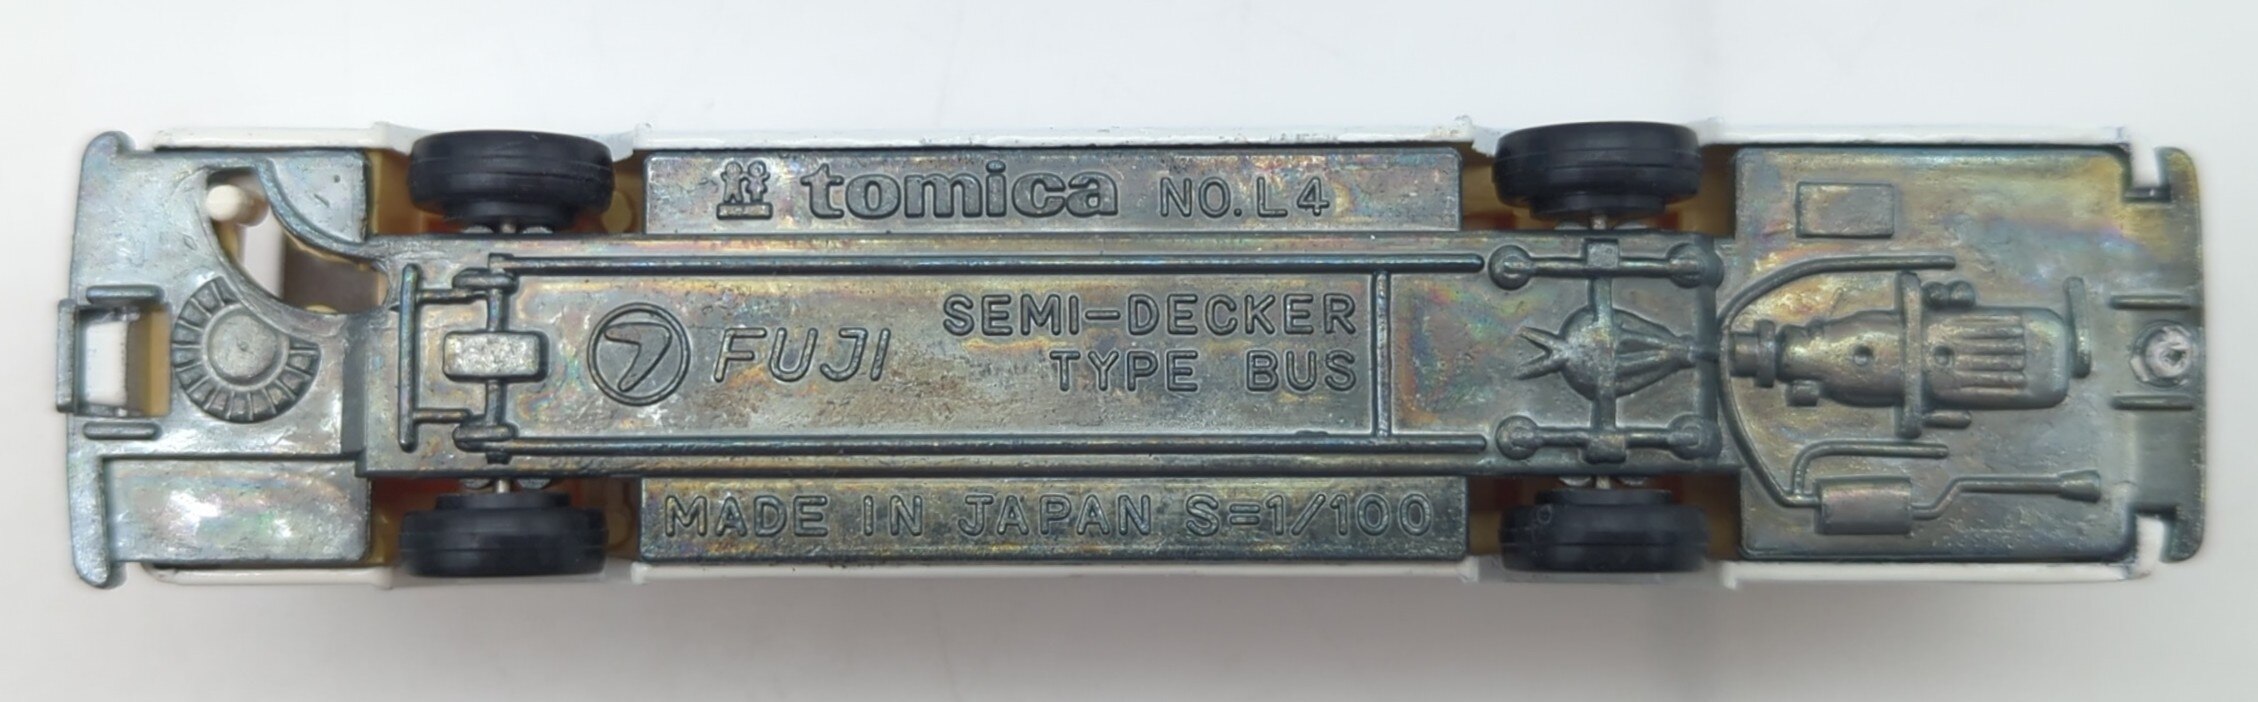 tomica NO. L4
FUJI
SEMI-DECKER
TYPE BUS
MADE IN JAPAN S=1/100